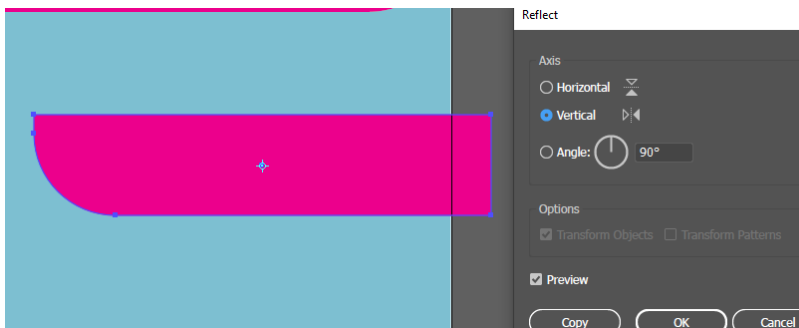 Reflect
Axis
Horizontal
Vertical
Angle: 90°
Options
Transform Objects Transform Patterns
Preview
Copy OK Cancel